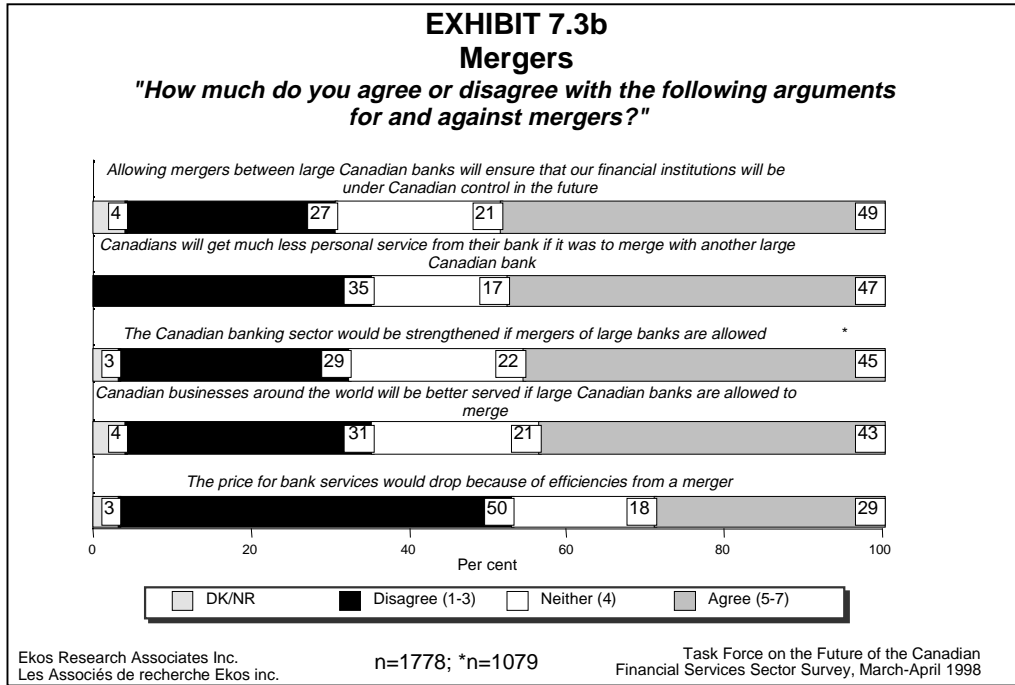 EXHIBIT 7.3b
Mergers
"How much do you agree or disagree with the following arguments
for and against mergers?"
Allowing mergers between large Canadian banks will ensure that our financial institutions will be
under Canadian control in the future
4 27 21 49
Canadians will get much less personal service from their bank if it was to merge with another large
Canadian bank
35 17 47
The Canadian banking sector would be strengthened if mergers of large banks are allowed *
3 29 22 45
Canadian businesses around the world will be better served if large Canadian banks are allowed to
merge
4 31 21 43
The price for bank services would drop because of efficiencies from a merger
3 50 18 29
0 20 40 60 80 100
Per cent
DK/NR Disagree (1-3) Neither (4) Agree (5-7)
Ekos Research Associates Inc.
Les Associés de recherche Ekos inc.
n=1778; *n=1079
Task Force on the Future of the Canadian
Financial Services Sector Survey, March-April 1998